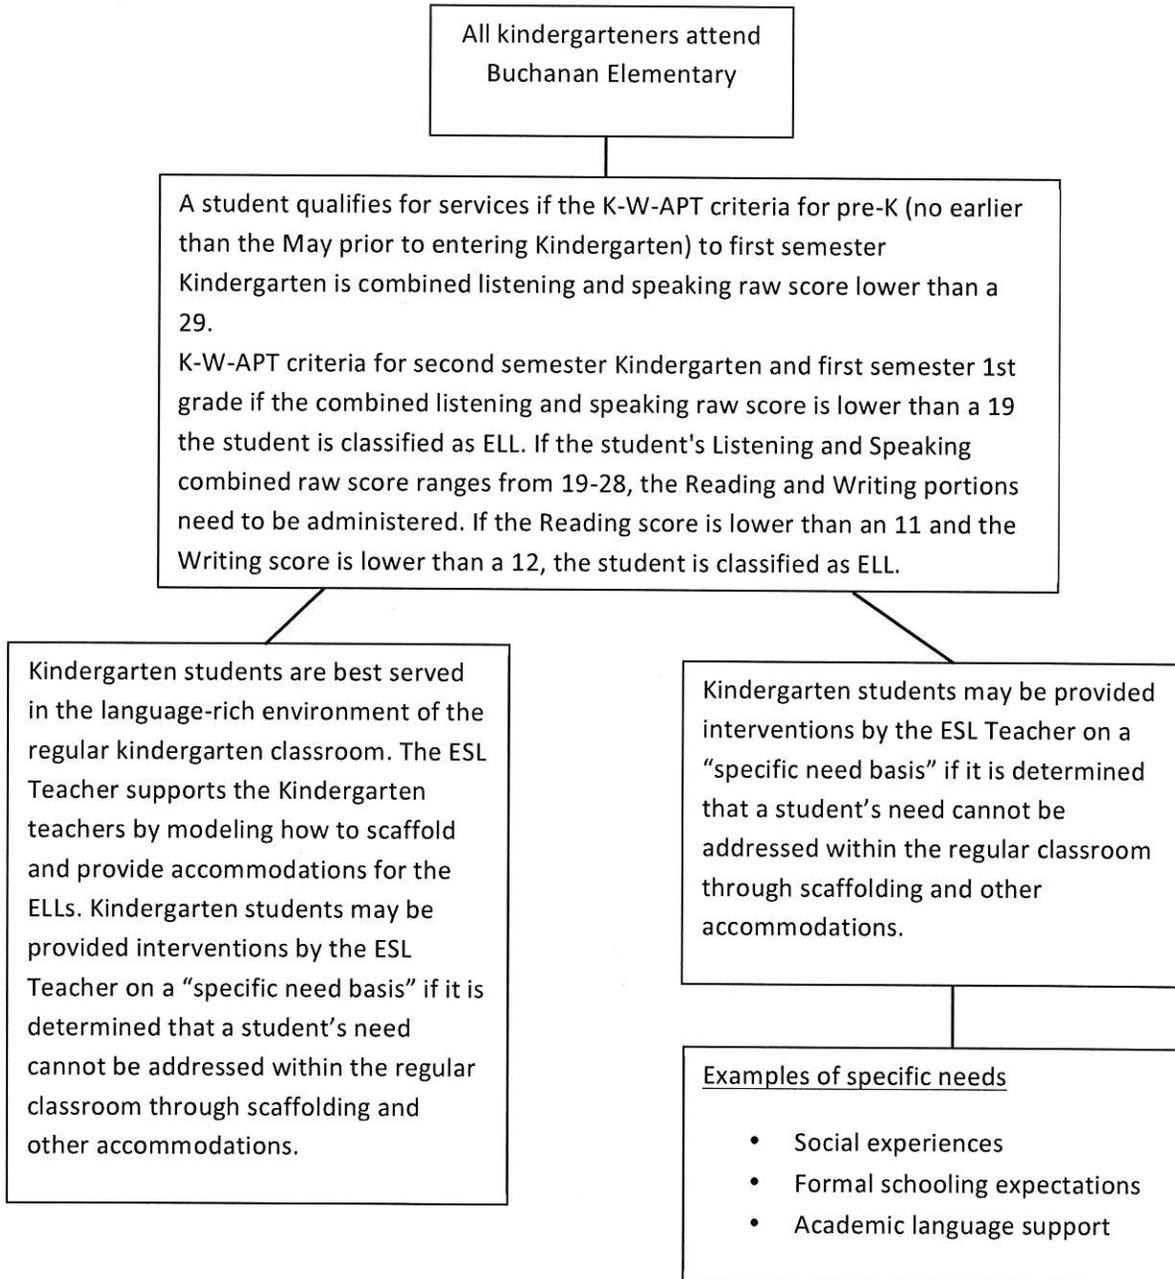 All kindergarteners attend
Buchanan Elementary
A student qualifies for services if the K-W-APT criteria for pre-K (no earlier
than the May prior to entering Kindergarten) to first semester
Kindergarten is combined listening and speaking raw score lower than a
29.
K-W-APT criteria for second semester Kindergarten and first semester 1st
grade if the combined listening and speaking raw score is lower than a 19
the student is classified as ELL. If the student's Listening and Speaking
combined raw score ranges from 19-28, the Reading and Writing portions
need to be administered. If the Reading score is lower than an 11 and the
Writing score is lower than a 12, the student is classified as ELL.
Kindergarten students are best served
in the language-rich environment of the
regular kindergarten classroom. The ESL
Teacher supports the Kindergarten
teachers by modeling how to scaffold
and provide accommodations for the
ELLs. Kindergarten students may be
provided interventions by the ESL
Teacher on a “specific need basis” if it is
determined that a student’s need
cannot be addressed within the regular
classroom through scaffolding and
other accommodations.
Kindergarten students may be provided
interventions by the ESL Teacher on a
“specific need basis” if it is determined
that a student’s need cannot be
addressed within the regular classroom
through scaffolding and other
accommodations.
Examples of specific needs
• Social experiences
• Formal schooling expectations
• Academic language support